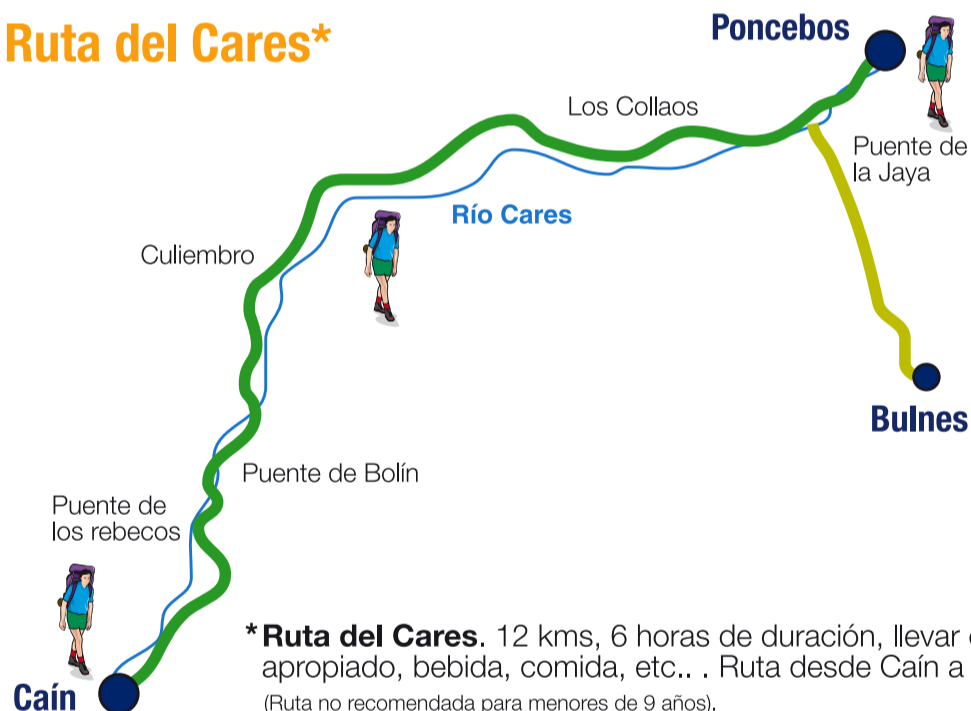 Ruta del Cares*
Poncebos
Los Collaos
Puente de
la Jaya
Río Cares
Culiembro
Bulnes
Puente de Bolín
Puente de
los rebecos
*Ruta del Cares. 12 kms, 6 horas de duración, llevar
apropiado, bebida, comida, etc.. . Ruta desde Caín a
(Ruta no recomendada para menores de 9 años).
Caín